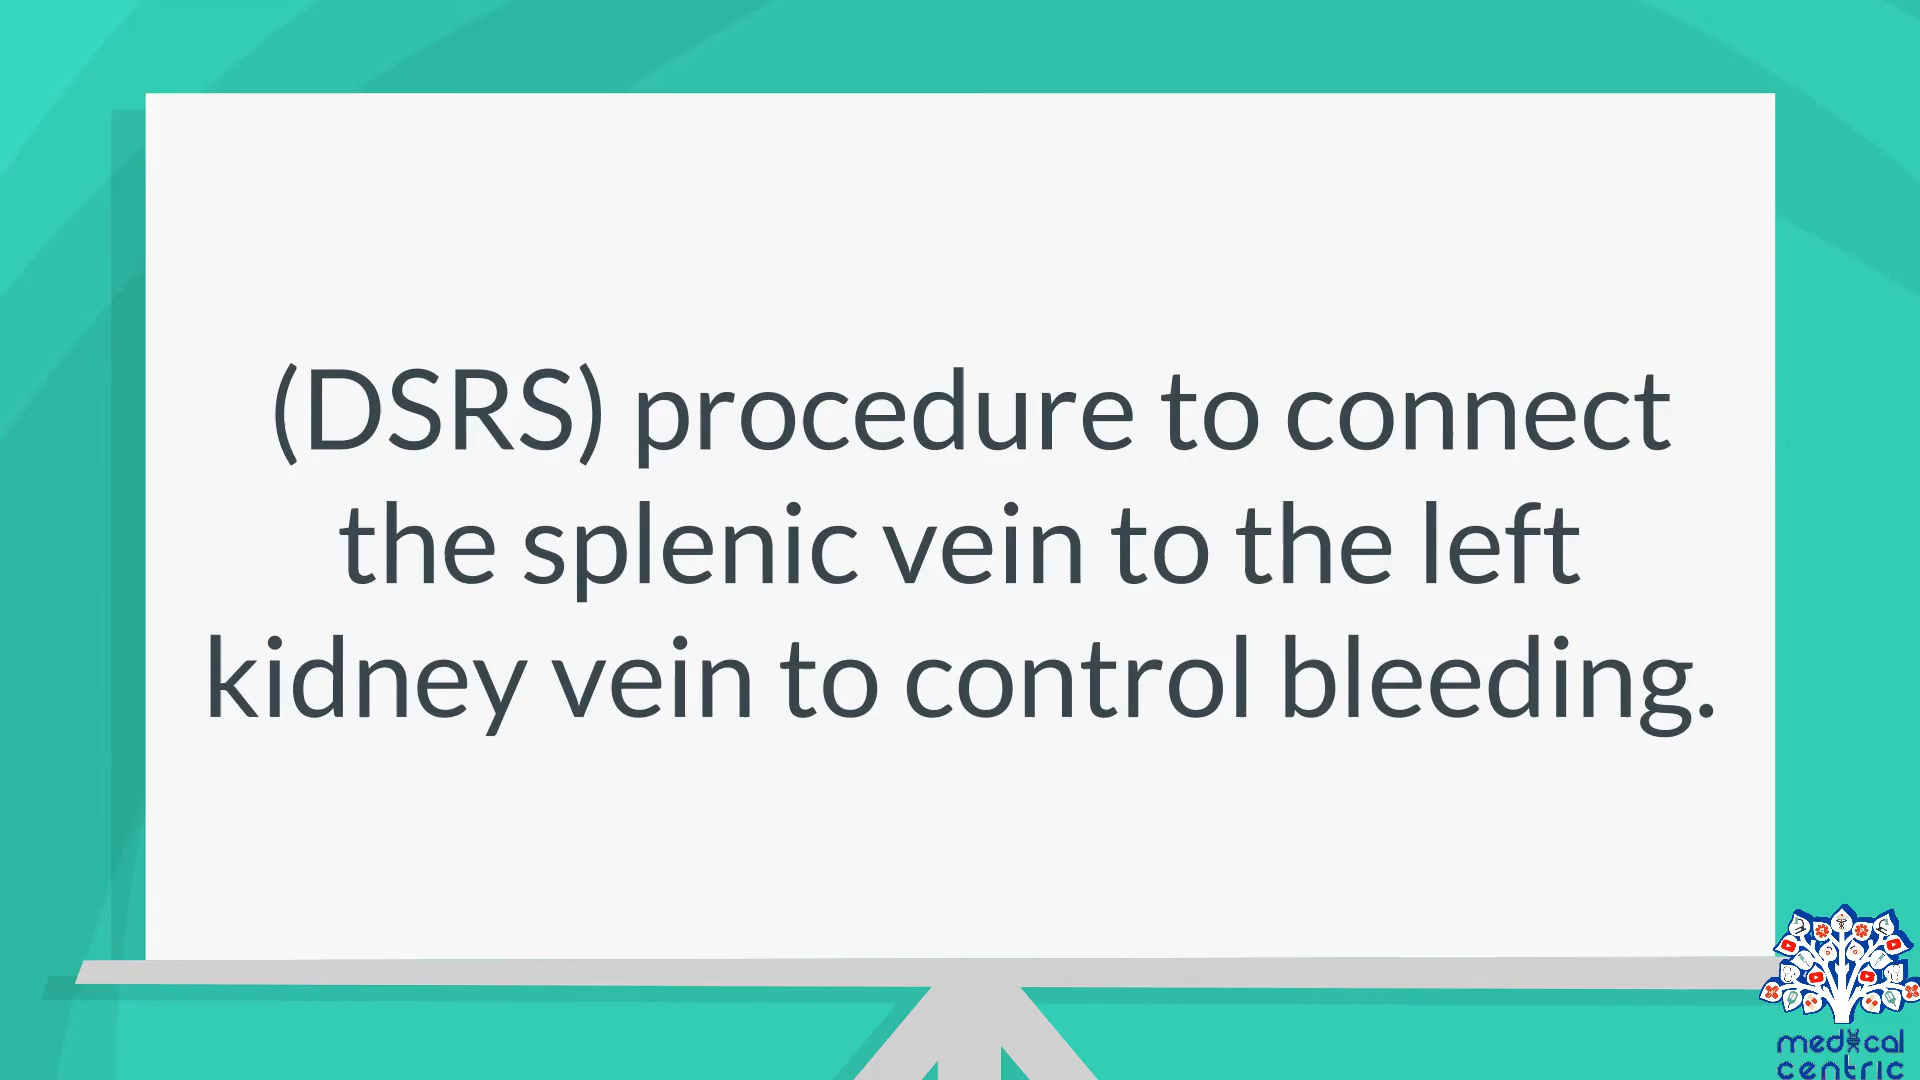 (DSRS) procedure to connect
the splenic vein to the left
kidney vein to control bleeding.
medical
centric